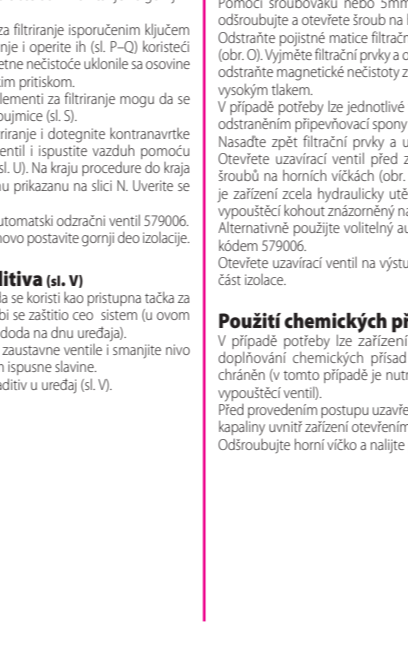 za filtriranje isporučenim ključem
nje i operite ih (sl. P–Q) koristeći
etne nečistoće uklonile sa osovine
kim pritiskom.
lementi za filtriranje mogu da se
bujmice (sl. S).
triranje i dotegnite kontranavrtke
entil i ispustite vazduh pomoću
sl. U). Na kraju procedure do kraja
nu prikazanu na slici N. Uverite se
utomatski odzračni ventil 579006.
novo postavite gornji deo izolacije.
ditiva (sl. V)
da se koristi kao pristupna tačka za
bi se zaštitio ceo sistem (u ovom
doda na dnu uređaja).
zaustavne ventile i smanjite nivo
n ispusne slavine.
aditiv u uređaj (sl. V).
Pomocí šroubováku nebo 5mm
odšroubujte a otevřete šroub na
Odstraňte pojistné matice filtračn
(obr. O). Vyjměte filtrační prvky a o
odstraňte magnetické nečistoty z
vysokým tlakem.
V případě potřeby lze jednotlivé
odstraněním připevňovací spony
Nasaďte zpět filtrační prvky a u
Otevřete uzavírací ventil před z
šroubů na horních víčkách (obr.
je zařízení zcela hydraulicky utě
vypouštěcí kohout znázorněný na
Alternativně použijte volitelný au
kódem 579006.
Otevřete uzavírací ventil na výstu
část izolace.
Použití chemických př
V případě potřeby lze zařízení
doplňování chemických přísad
chráněn (v tomto případě je nutn
vypouštěcí ventil).
Před provedením postupu uzavře
kapaliny uvnitř zařízení otevřením
Odšroubujte horní víčko a nalijte